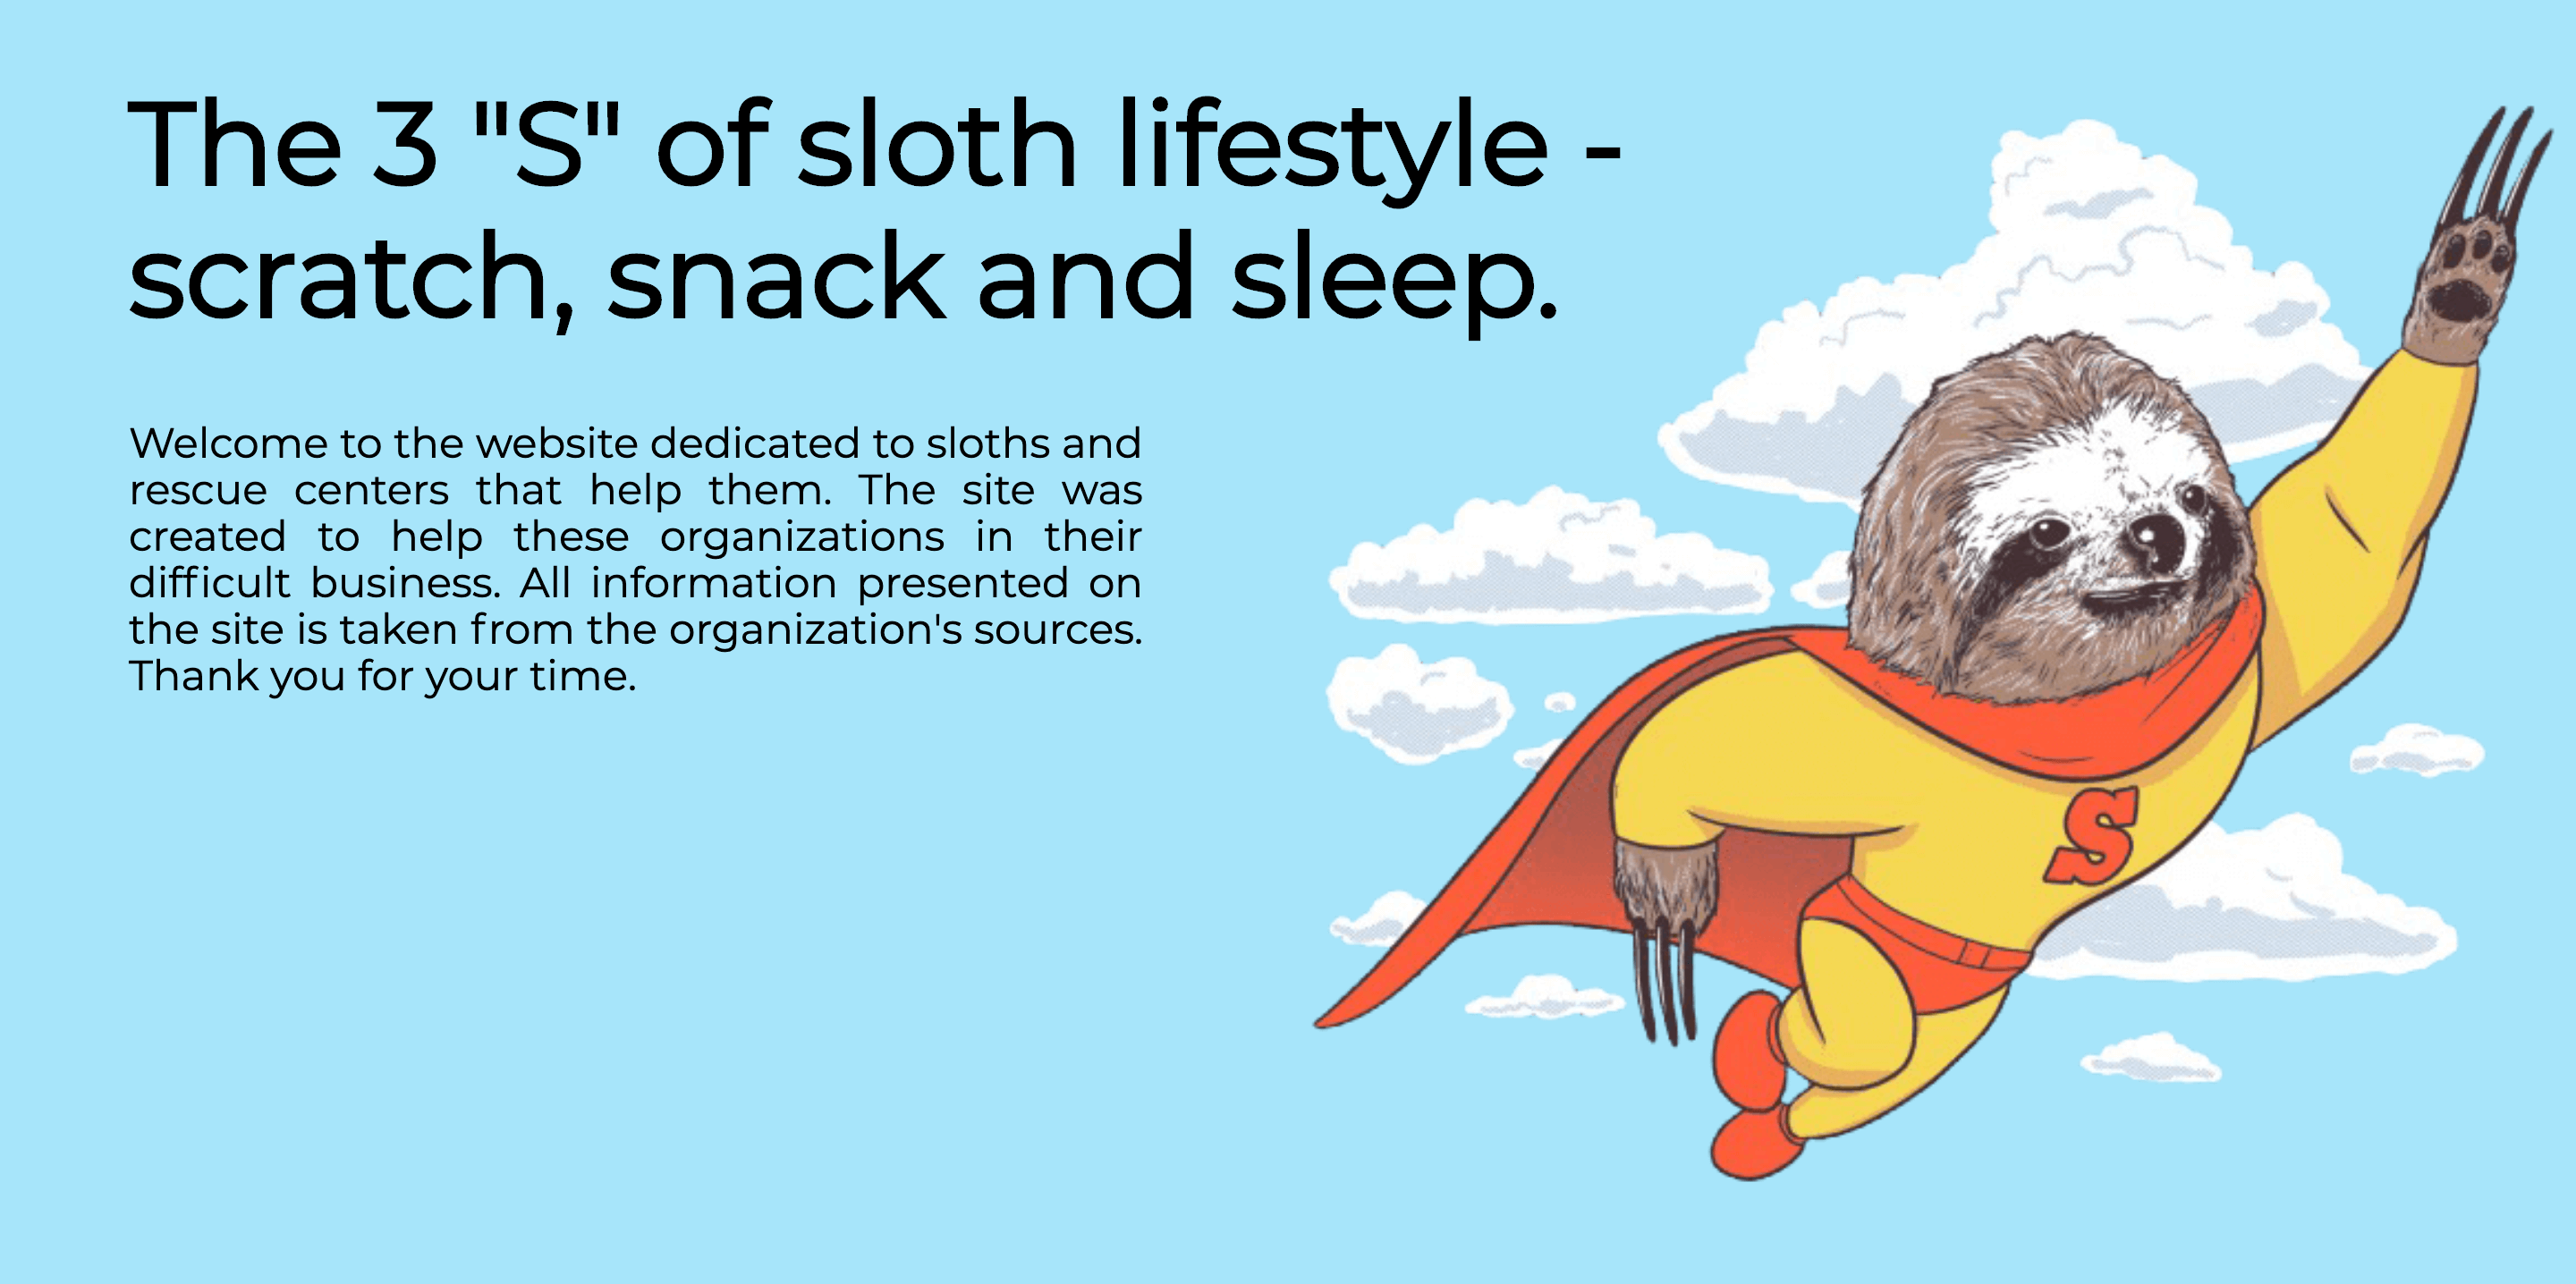 The 3 "S" of sloth lifestyle -
scratch, snack and sleep.
Welcome to the website dedicated to sloths and
rescue centers that help them. The site was
created to help these organizations in their
difficult business. All information presented on
the site is taken from the organization's sources.
Thank you for your time.
S